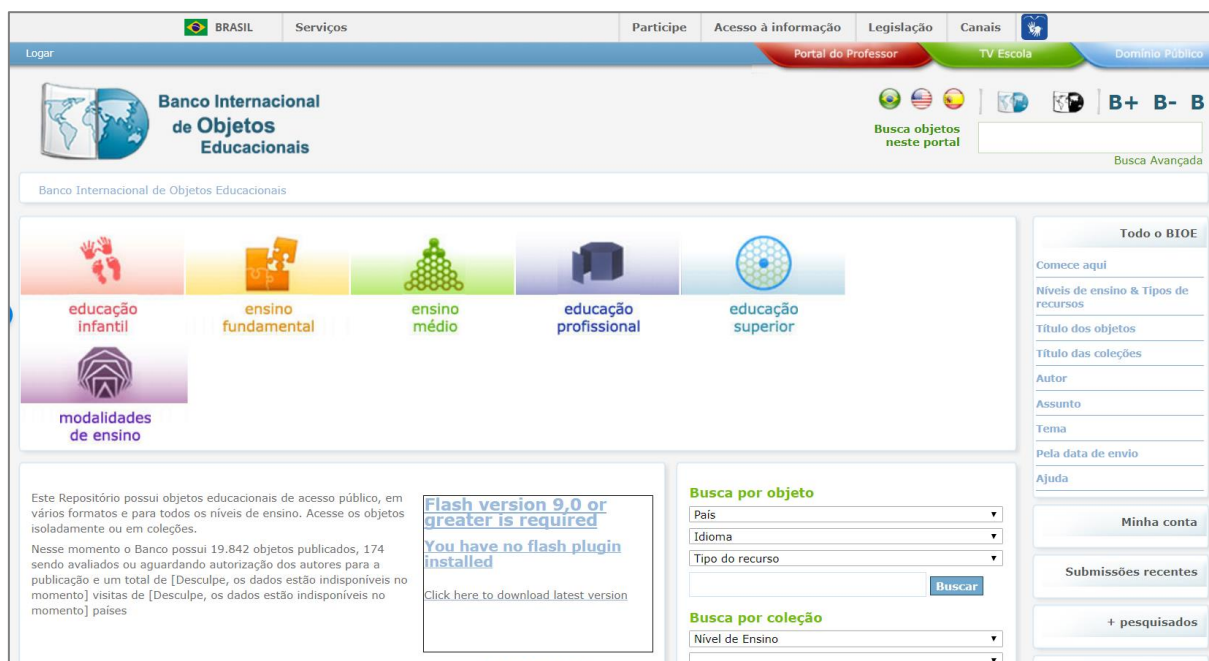 BRASIL Serviços Participe Acesso à informação Legislação Canais
Logar Portal do Professor TV Escola Domínio Público
Banco Internacional
de Objetos
Educacionais
B+ B- B
Busca objetos
neste portal
Busca Avançada
Banco Internacional de Objetos Educacionais
educação
infantil
ensino
fundamental
ensino
médio
educação
profissional
educação
superior
modalidades
de ensino
Todo o BIOE
Comece aqui
Níveis de ensino & Tipos de
recursos
Título dos objetos
Título das coleções
Autor
Assunto
Tema
Pela data de envio
Ajuda
Minha conta
Submissões recentes
+ pesquisados
Este Repositório possui objetos educacionais de acesso público, em
vários formatos e para todos os níveis de ensino. Acesse os objetos
isoladamente ou em coleções.
Nesse momento o Banco possui 19.842 objetos publicados, 174
sendo avaliados ou aguardando autorização dos autores para a
publicação e um total de [Desculpe, os dados estão indisponíveis no
momento] visitas de [Desculpe, os dados estão indisponíveis no
momento] países
Flash version 9,0 or
greater is required
You have no flash plugin
installed
Click here to download latest version
Busca por objeto
País
Idioma
Tipo do recurso
Buscar
Busca por coleção
Nível de Ensino